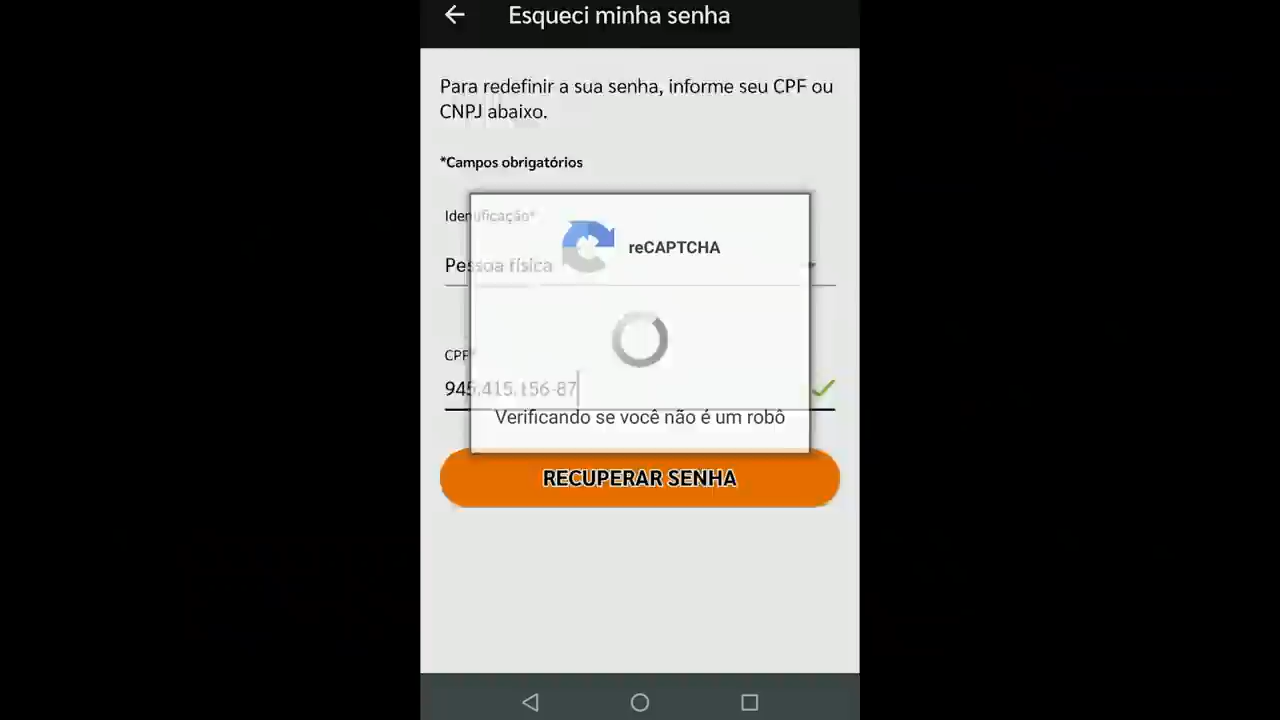 Esqueci minha senha
Para redefinir a sua senha, informe seu CPF ou
CNPJ abaixo.
*Campos obrigatórios
Identificação*
reCAPTCHA
Pessoa física
CPF*
945.415.156-87
Verificando se você não é um robô
RECUPERAR SENHA